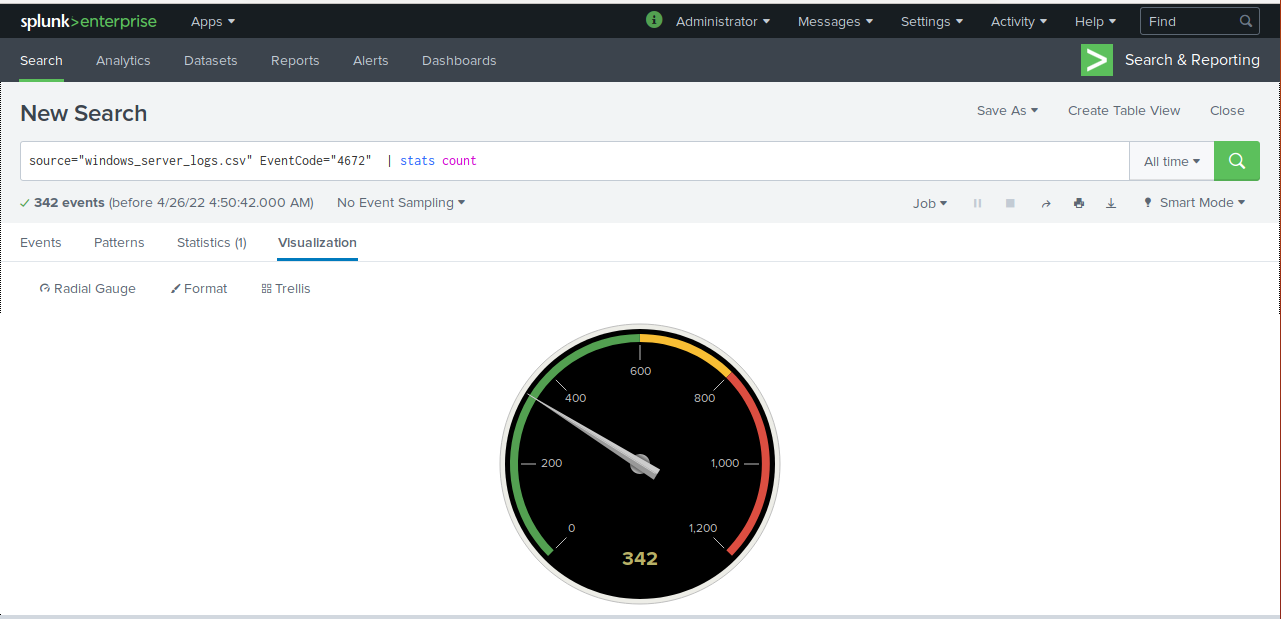 splunk>enterprise Apps Administrator Messages Settings Activity Help Find
Search Analytics Datasets Reports Alerts Dashboards Search & Reporting
New Search Save As Create Table View Close
source="windows_server_logs.csv" EventCode="4672"  | stats count All time
342 events (before 4/26/22 4:50:42.000 AM) No Event Sampling Job Smart Mode
Events Patterns Statistics (1) Visualization
Radial Gauge Format Trellis
600
400 800
200 1,000
0 1,200
342